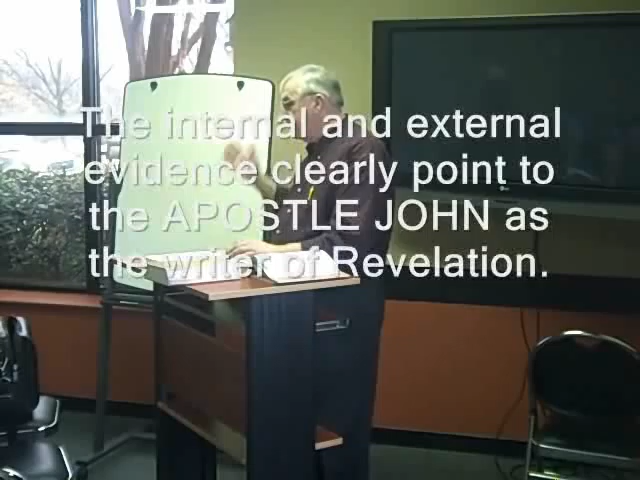 The internal and external
evidence clearly point to
the APOSTLE JOHN as
the writer of Revelation.